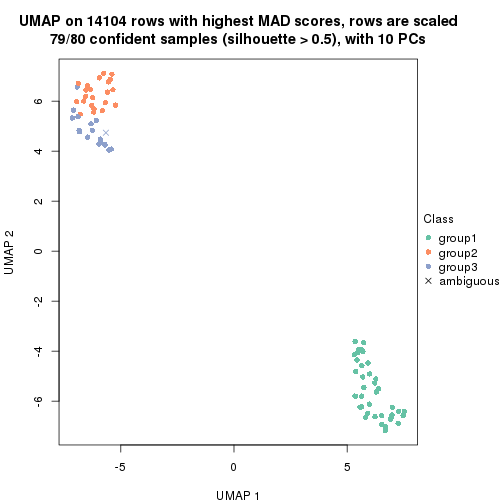 UMAP on 14104 rows with highest MAD scores, rows are scaled
79/80 confident samples (silhouette > 0.5), with 10 PCs
6
4
2
0
-2
-4
-6
UMAP 2
-5
0
5
UMAP 1
Class
group1
group2
group3
ambiguous